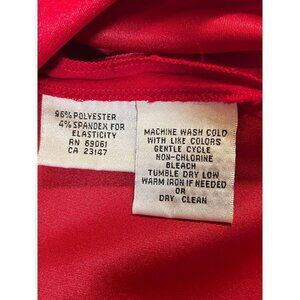 96% POLYESTER
4% SPANDEX FOR
ELASTICITY
RN 69061
CA 23147
MACHINE WASH COLD
WITH LIKE COLORS
GENTLE CYCLE
NON-CHLORINE
BLEACH
TUMBLE DRY LOW
WARM IRON IF NEEDED
OR
DRY CLEAN